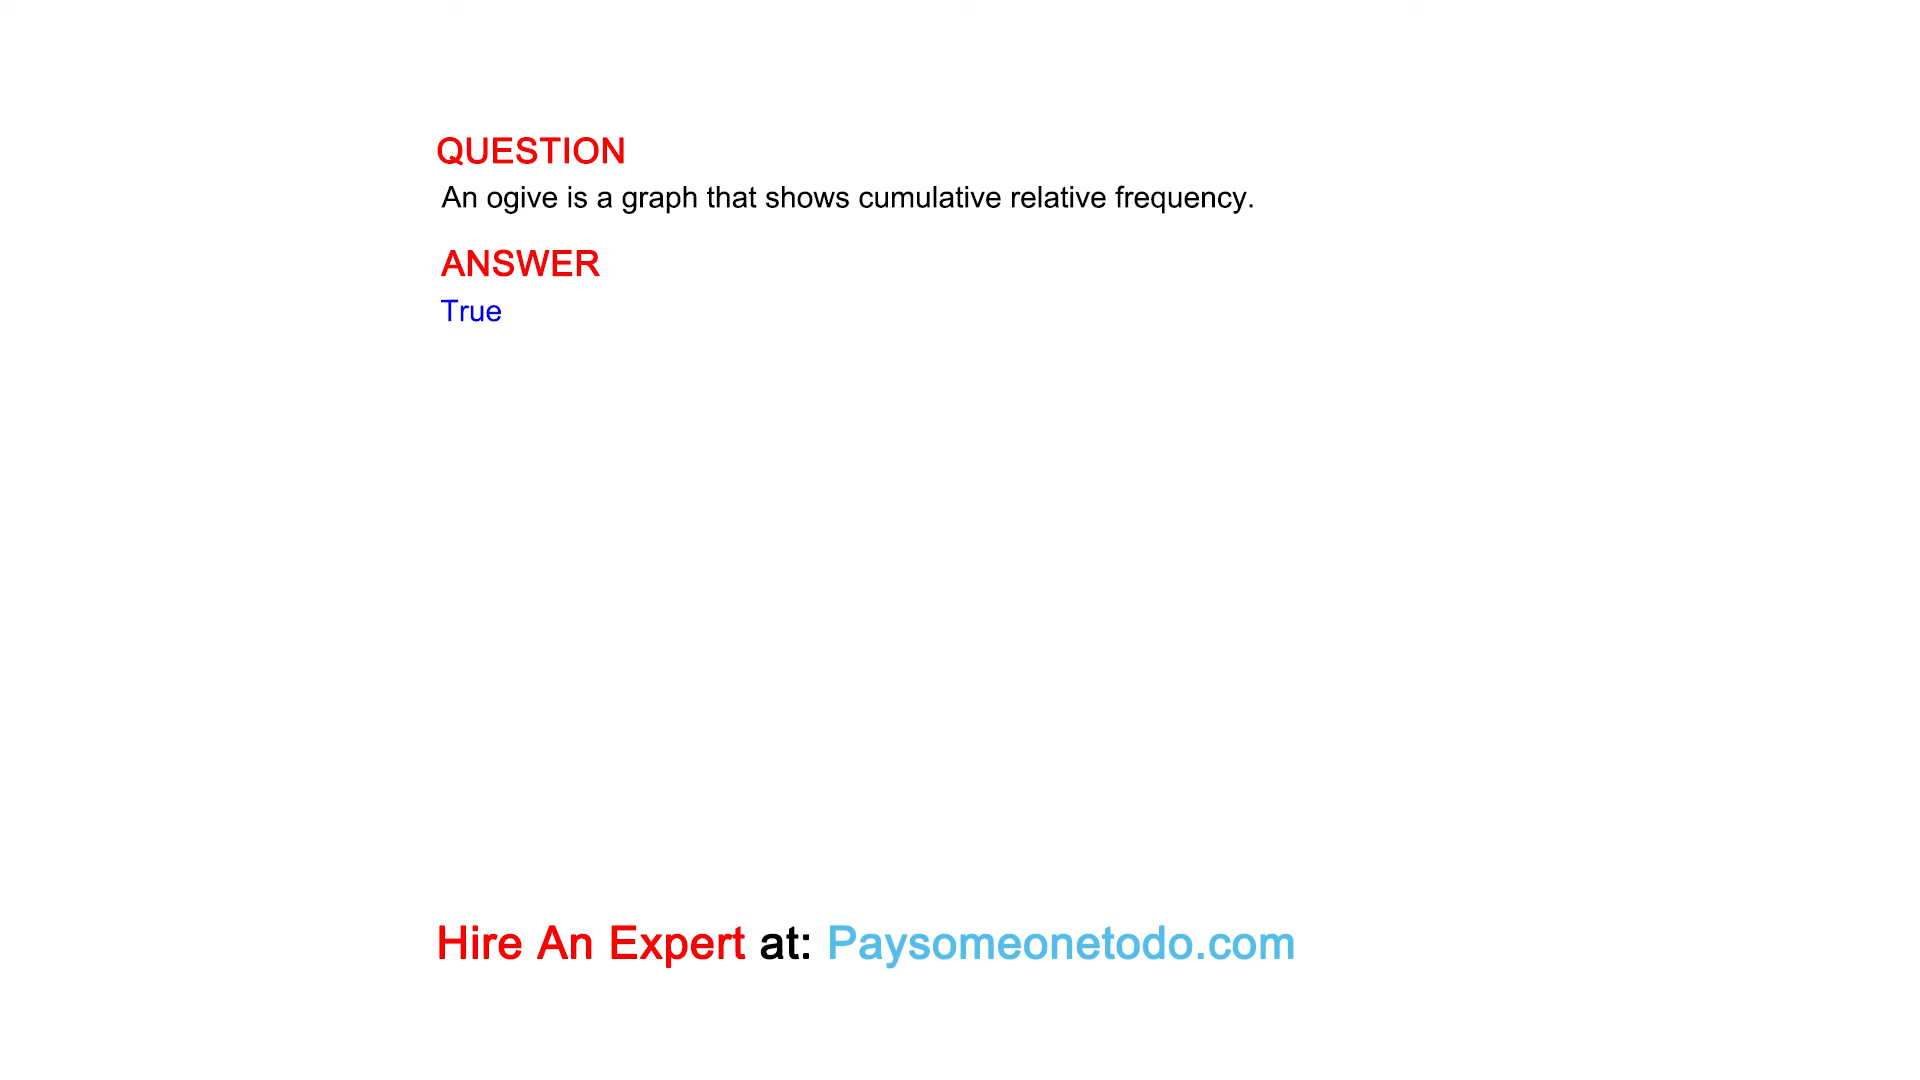 QUESTION
An ogive is a graph that shows cumulative relative frequency.
ANSWER
True
Hire An Expert at: Paysomeonetodo.com